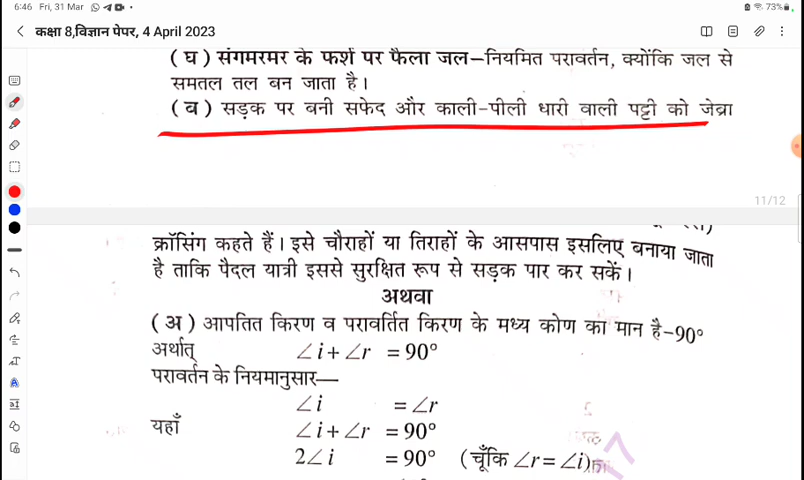 6:46 Fri, 31 Mar
73%
कक्षा 8,विज्ञान पेपर, 4 April 2023
(घ) संगमरमर के फर्श पर फैला जल–नियमित परावर्तन, क्योंकि जल से
समतल तल बन जाता है।
(ब) सड़क पर बनी सफेद और काली-पीली धारी वाली पट्टी को जेब्रा
11/12
क्रॉसिंग कहते हैं। इसे चौराहों या तिराहों के आसपास इसलिए बनाया जाता
है ताकि पैदल यात्री इससे सुरक्षित रूप से सड़क पार कर सकें।
अथवा
(अ) आपतित किरण व परावर्तित किरण के मध्य कोण का मान है–90°
अर्थात् ∠i + ∠r = 90°
परावर्तन के नियमानुसार—
∠i = ∠r
यहाँ ∠i + ∠r = 90°
2∠i = 90° (चूँकि ∠r = ∠i)